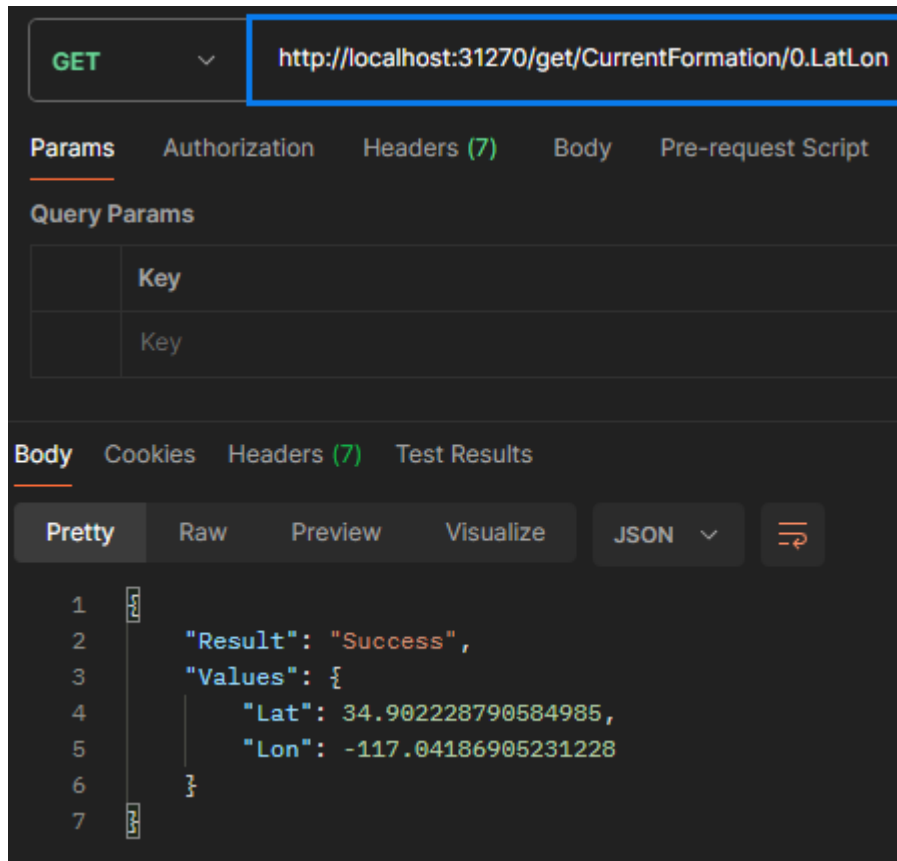 GET http://localhost:31270/get/CurrentFormation/0.LatLon
Params Authorization Headers (7) Body Pre-request Script
Query Params
Key
Key
Body Cookies Headers (7) Test Results
Pretty Raw Preview Visualize JSON
1 {
2 "Result": "Success",
3 "Values": {
4 "Lat": 34.902228790584985,
5 "Lon": -117.04186905231228
6 }
7 }